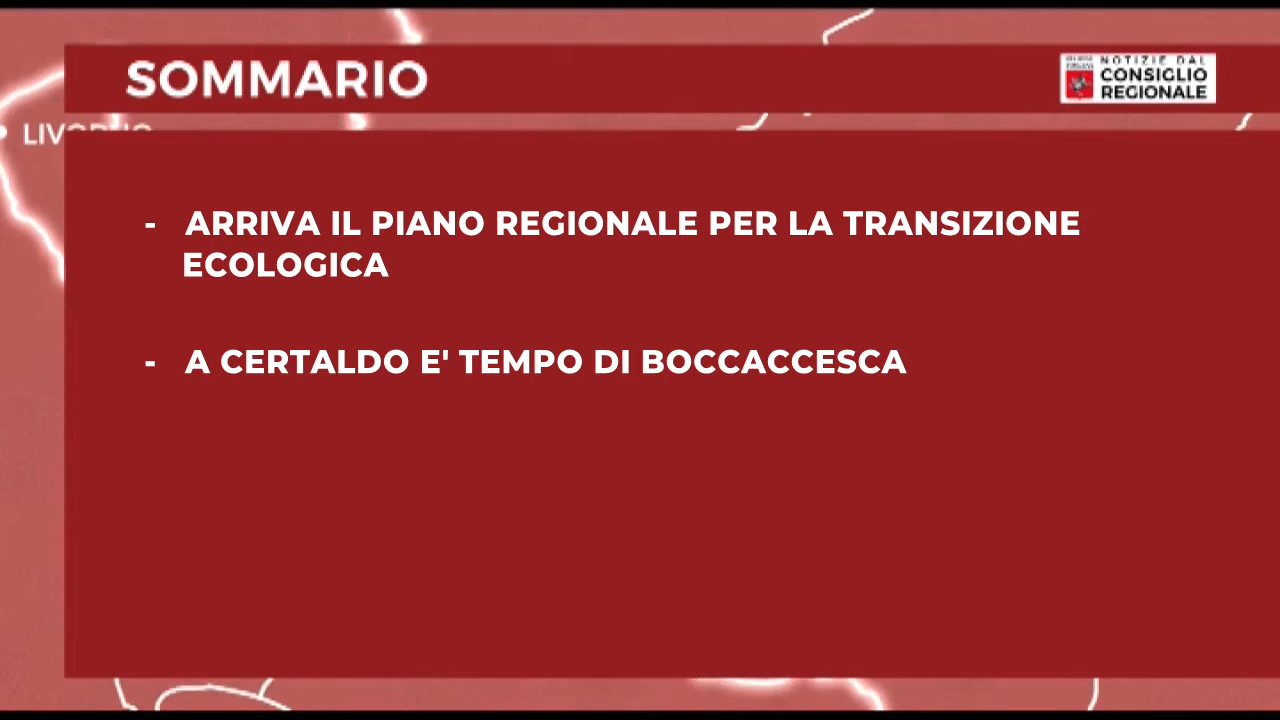 SOMMARIO
NOTIZIE DAL
CONSIGLIO
REGIONALE
- ARRIVA IL PIANO REGIONALE PER LA TRANSIZIONE
ECOLOGICA
- A CERTALDO E' TEMPO DI BOCCACCESCA